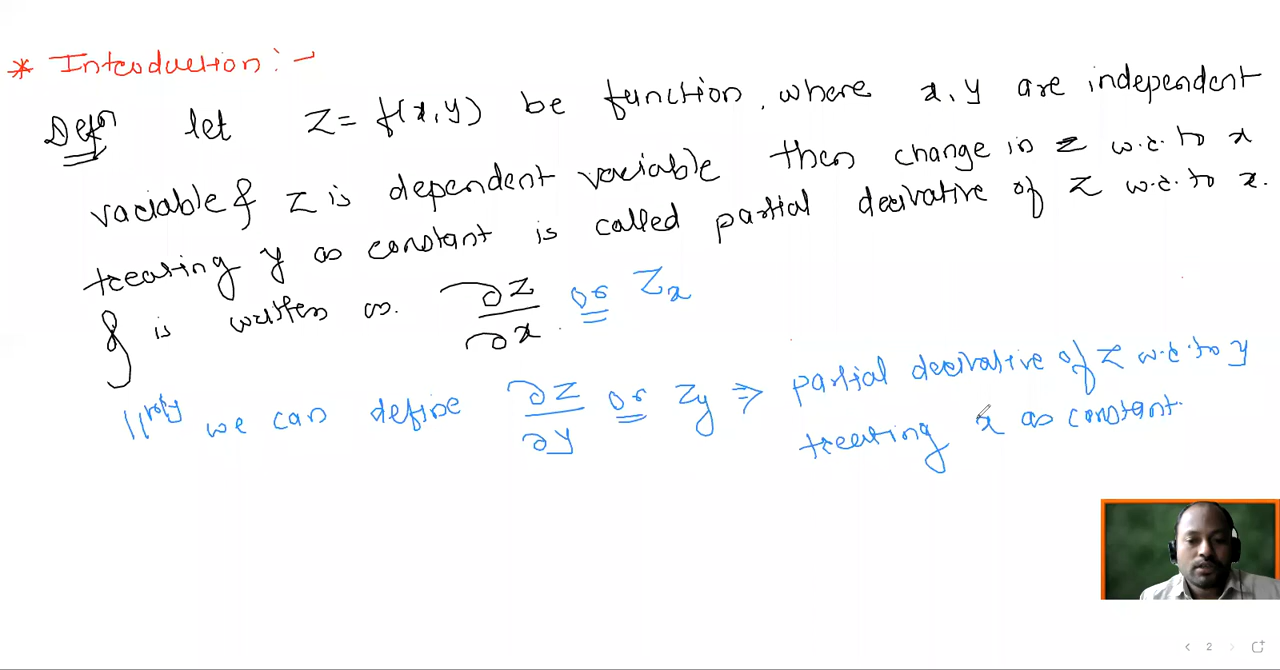 * Introduction :-
Defn let Z = f(x,y) be function, where x, y are independent
variable & Z is dependent variable then change in Z w.r.to x
treating y as constant is called partial derivative of Z w.r.to x.
& is written as. ∂Z/∂x or Zx
||rly we can define ∂Z/∂y or Zy ⇒ partial derivative of Z w.r.to y
treating x as constant.
2